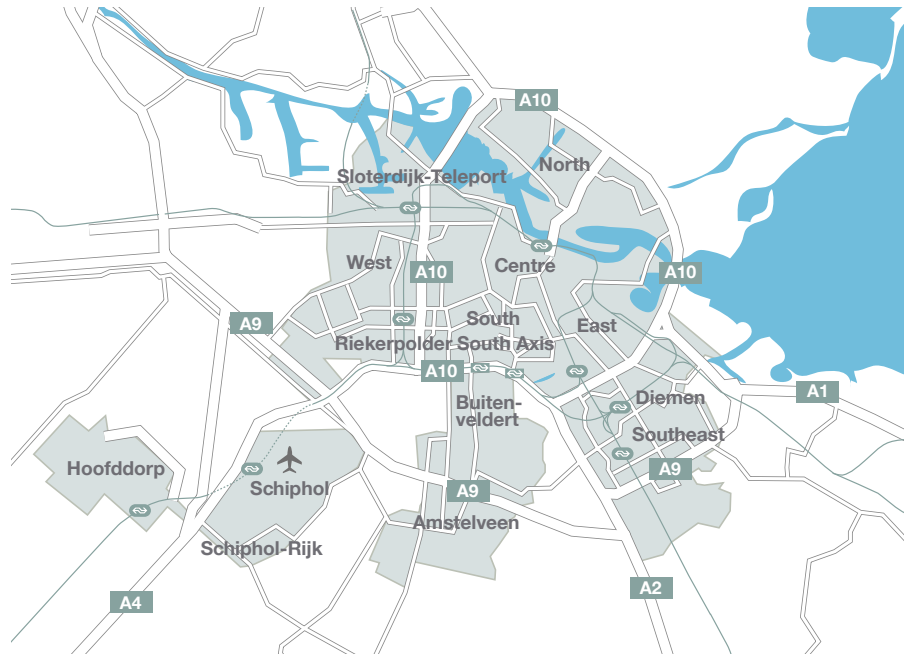 A10
North
Sloterdijk-Teleport
West
A10
Centre
A10
A9
South
East
Riekerpolder South Axis
A10
A1
Buiten-
veldert
Diemen
Southeast
Hoofddorp
A9
Schiphol
A9
Amstelveen
Schiphol-Rijk
A2
A4